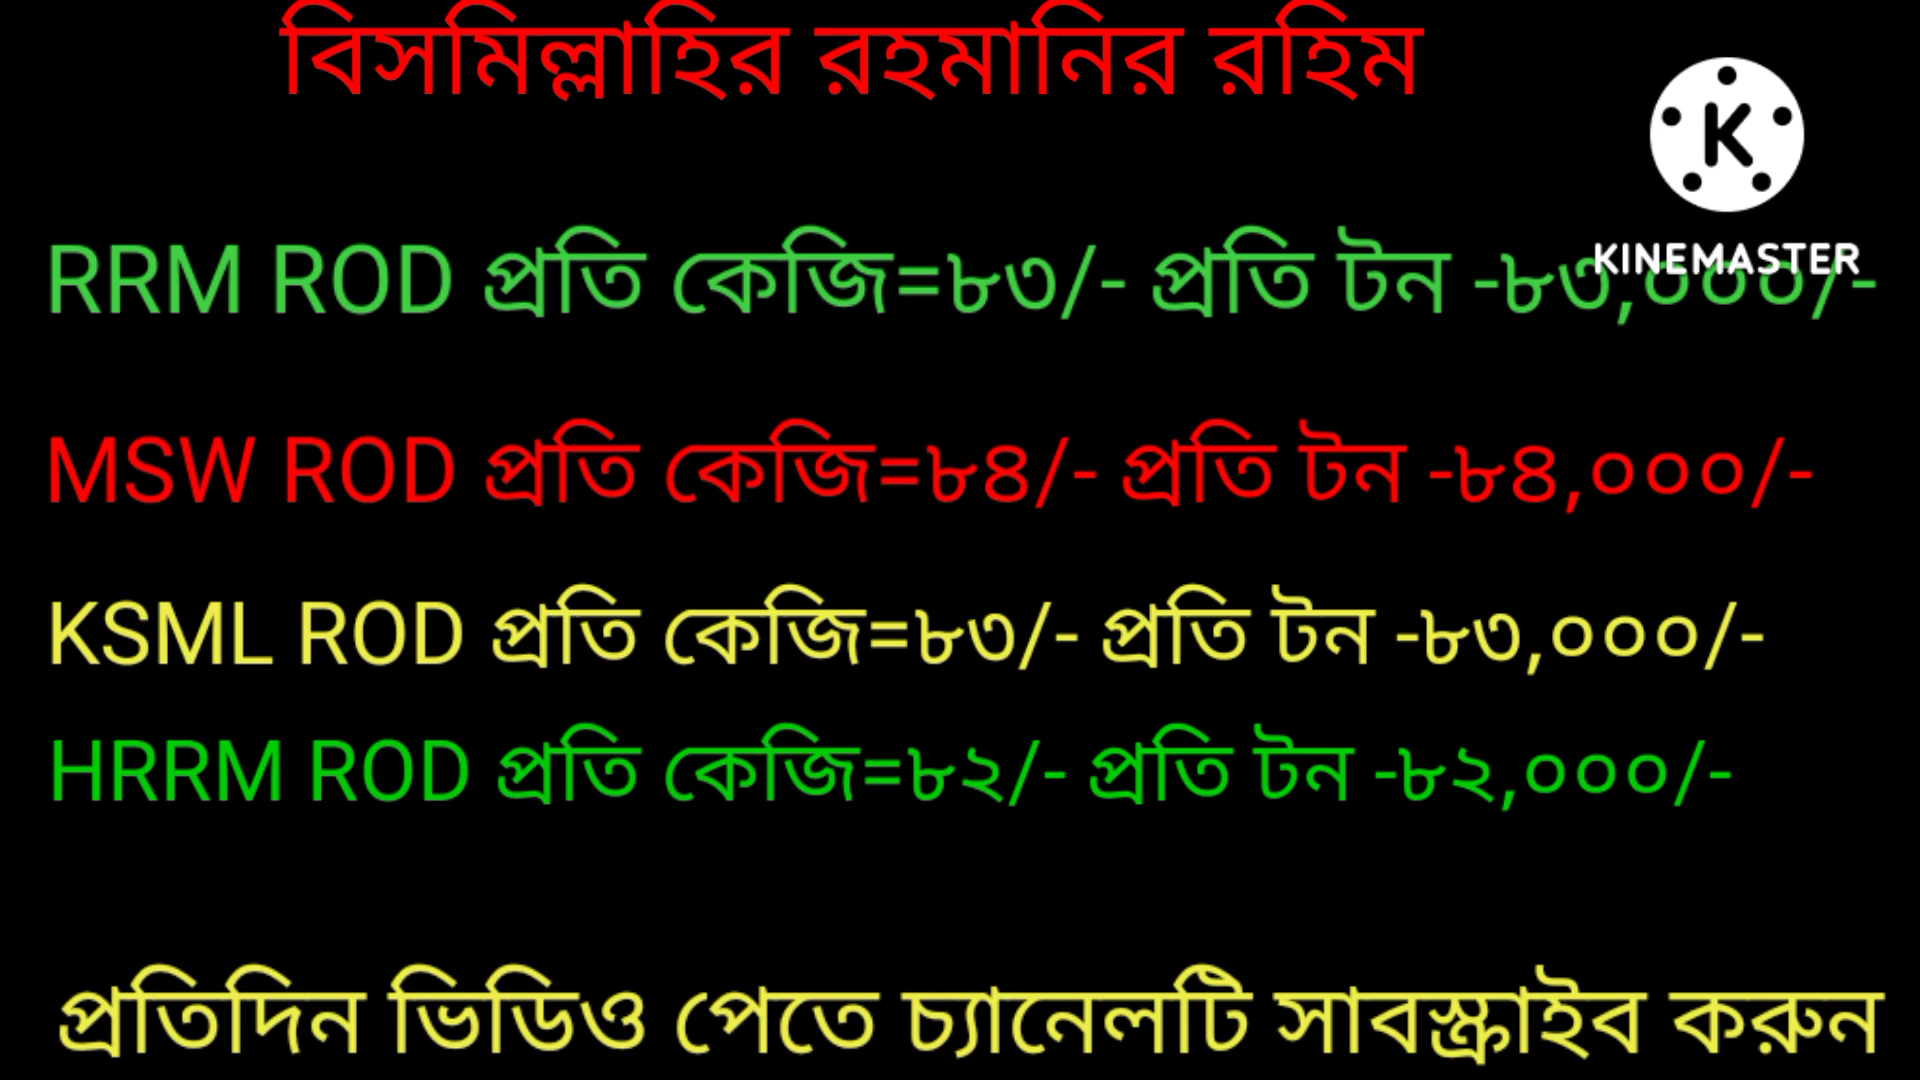 বিসমিল্লাহির রহমানির রহিম
K
KINEMASTER
RRM ROD প্রতি কেজি=৮৩/- প্রতি টন -৮৩,০০০/-
MSW ROD প্রতি কেজি=৮৪/- প্রতি টন -৮৪,০০০/-
KSML ROD প্রতি কেজি=৮৩/- প্রতি টন -৮৩,০০০/-
HRRM ROD প্রতি কেজি=৮২/- প্রতি টন -৮২,০০০/-
প্রতিদিন ভিডিও পেতে চ্যানেলটি সাবস্ক্রাইব করুন